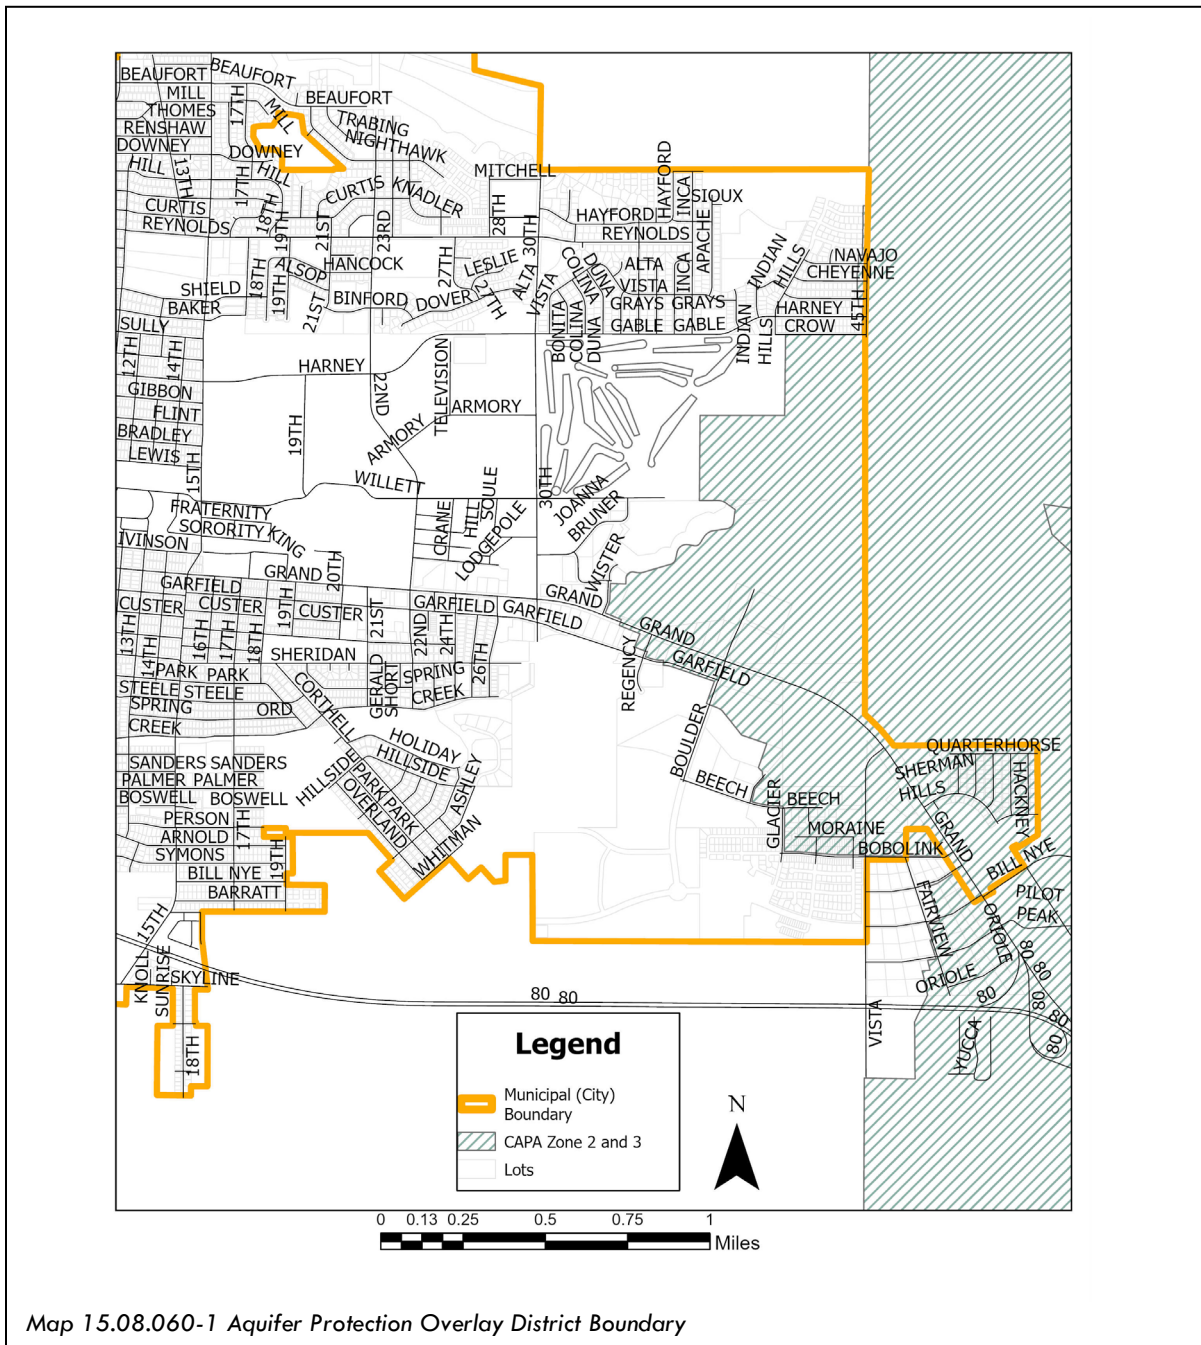 BEAUFORT
BEAUFORT
BEAUFORT
MILL
17TH
MILL
THOMES
TRABING
RENSHAW
NIGHTHAWK
DOWNEY
DOWNEY
MITCHELL
HAYFORD
HILL
13TH
17TH
HILL
CURTIS
KNADLER
INCA
SIOUX
CURTIS
18TH
HAYFORD
REYNOLDS
19TH
21ST
23RD
28TH
30TH
REYNOLDS
APACHE
ALSOP
HANCOCK
27TH
LESLIE
ALTA
VISTA
COLINA
DUNA
ALTA
VISTA
INCA
INDIAN
HILLS
NAVAJO
CHEYENNE
SHIELD
18TH
19TH
21ST
BINFORD
DOVER
27TH
GRAYS
GRAYS
HARNEY
45TH
BAKER
BONITA
COLINA
DUNA
GABLE
GABLE
INDIAN
HILLS
CROW
SULLY
12TH
14TH
HARNEY
22ND
TELEVISION
GIBBON
FLINT
19TH
ARMORY
ARMORY
BRADLEY
LEWIS
15TH
WILLETT
30TH
JOANNA
BRUNER
FRATERNITY
SORORITY
KING
CRANE
HILL
SOULE
LODGEPOLE
IVINSON
GRAND
20TH
WISTER
GARFIELD
GRAND
CUSTER
CUSTER
19TH
CUSTER
21ST
GARFIELD
GARFIELD
GRAND
13TH
14TH
16TH
17TH
18TH
22ND
24TH
SHERIDAN
26TH
REGENCY
GARFIELD
PARK
PARK
GERALD
SHORT
SPRING
CREEK
STEELE
STEELE
CORTHELL
SPRING
ORD
BOULDER
CREEK
HOLIDAY
HILLSIDE
QUARTERHORSE
SANDERS
SANDERS
HILLSIDE
PARK
PARK
ASHLEY
SHERMAN
HILLS
HACKNEY
PALMER
PALMER
OVERLAND
BEECH
GLACIER
BEECH
BOSWELL
BOSWELL
PERSON
17TH
WHITMAN
MORAINE
GRAND
ARNOLD
BOBOLINK
SYMONS
19TH
BILL NYE
BILL NYE
BARRATT
FAIRVIEW
PILOT
PEAK
15TH
ORIOLE
KNOLL
SUNRISE
SKYLINE
ORIOLE
80
80
80
80
80
80
80
80
VISTA
YUCCA
18TH
Legend
Municipal (City)
Boundary
CAPA Zone 2 and 3
Lots
N
0 0.13 0.25 0.5 0.75 1
Miles
Map 15.08.060-1 Aquifer Protection Overlay District Boundary